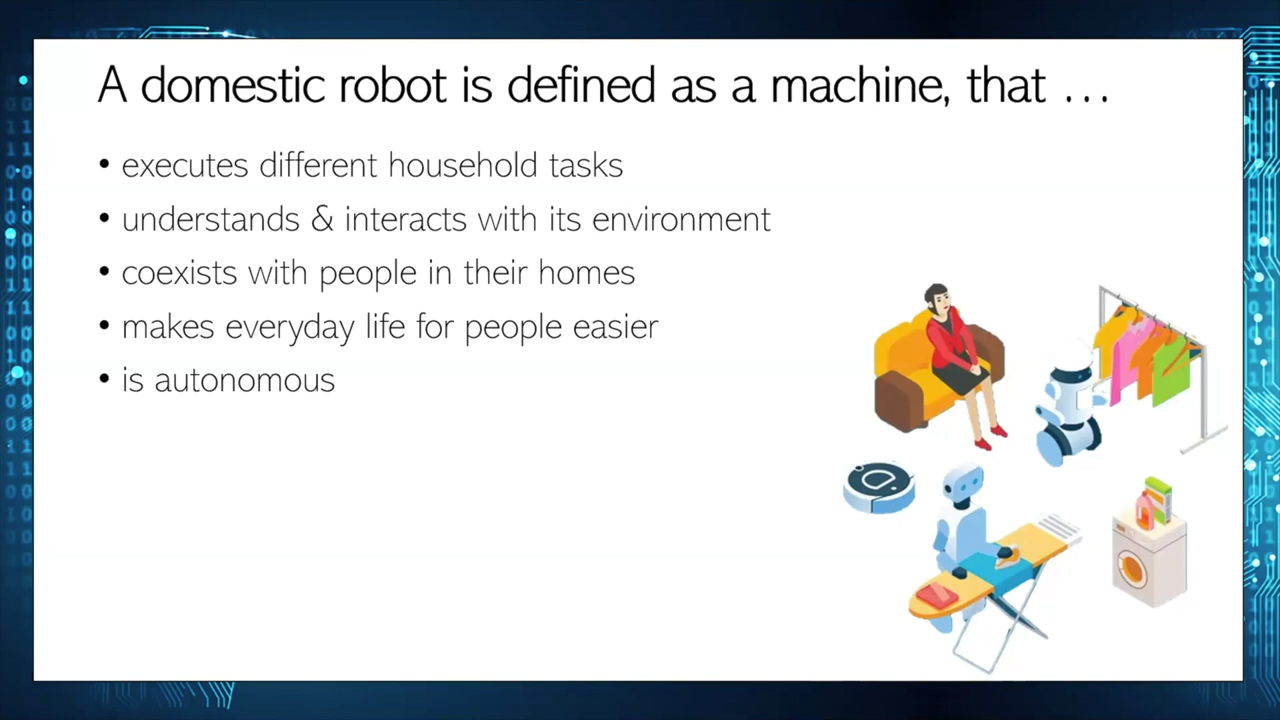 A domestic robot is defined as a machine, that …
• executes different household tasks
• understands & interacts with its environment
• coexists with people in their homes
• makes everyday life for people easier
• is autonomous